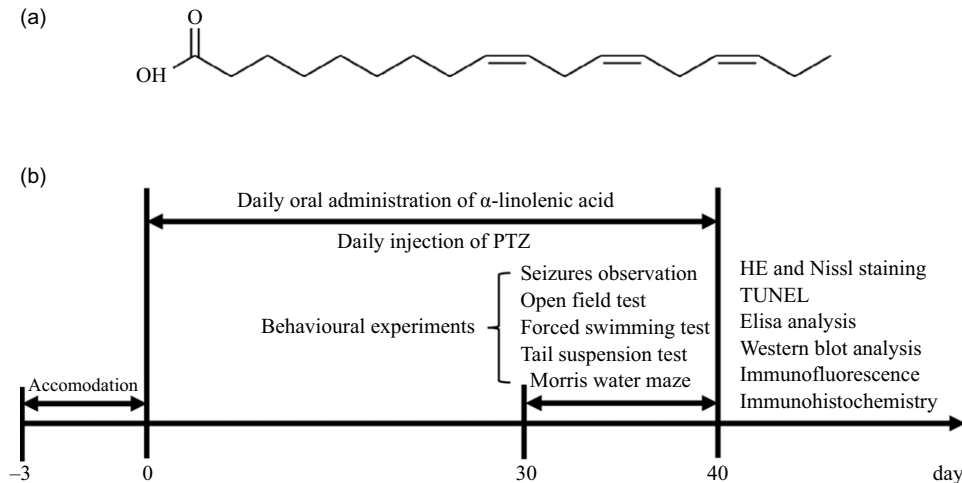 (a)
O
OH
(b)
Daily oral administration of α-linolenic acid
Daily injection of PTZ
Behavioural experiments
Seizures observation
Open field test
Forced swimming test
Tail suspension test
Morris water maze
HE and Nissl staining
TUNEL
Elisa analysis
Western blot analysis
Immunofluorescence
Immunohistochemistry
Accomodation
–3
0
30
40
day